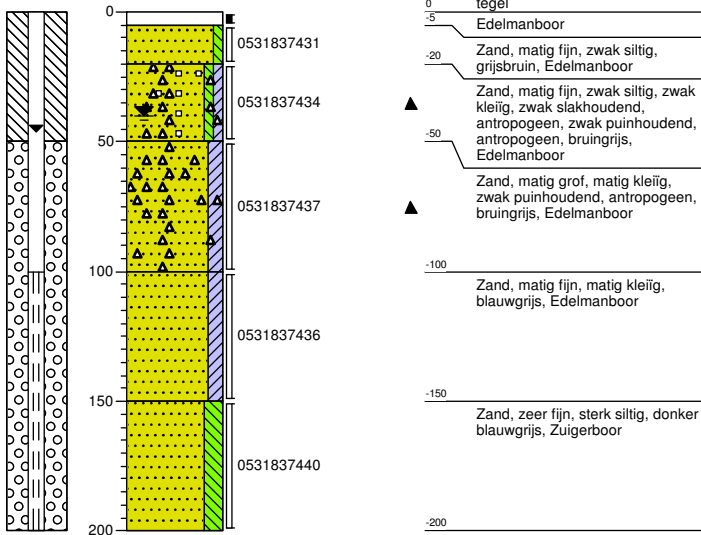 0
50
100
150
200
0531837431
0531837434
0531837437
0531837436
0531837440
0
tegel
-5
Edelmanboor
-20
Zand, matig fijn, zwak siltig,
grijsbruin, Edelmanboor
Zand, matig fijn, zwak siltig, zwak
kleiïg, zwak slakhoudend,
antropogeen, zwak puinhoudend,
antropogeen, bruingrijs,
Edelmanboor
-50
Zand, matig grof, matig kleiïg,
zwak puinhoudend, antropogeen,
bruingrijs, Edelmanboor
-100
Zand, matig fijn, matig kleiïg,
blauwgrijs, Edelmanboor
-150
Zand, zeer fijn, sterk siltig, donker
blauwgrijs, Zuigerboor
-200